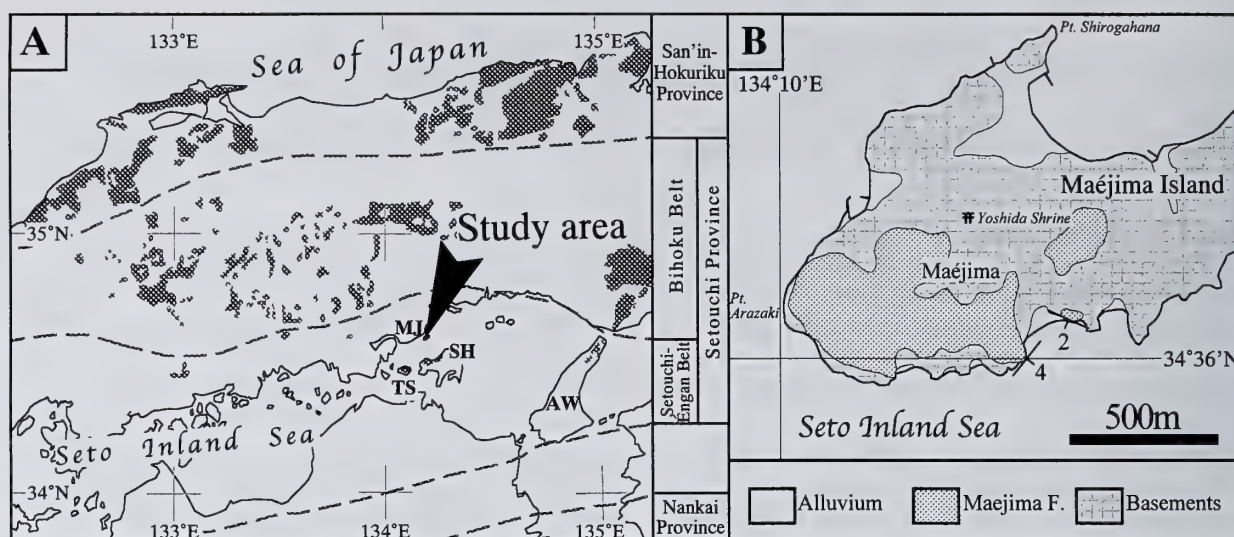 A
133°E
135°E
Sea of Japan
35°N
Study area
MJ
SH
TS
AW
Seto Inland Sea
34°N
133°E
134°E
135°E
San'in-
Hokuriku
Province
Bihoku Belt
Setouchi-
Engan Belt
Setouchi Province
Nankai
Province
B
Pt. Shirogahana
134°10'E
Maéjima Island
Yoshida Shrine
Maéjima
Pt.
Arazaki
2
4
34°36'N
Seto Inland Sea
500m
Alluvium
Maejima F.
Basements